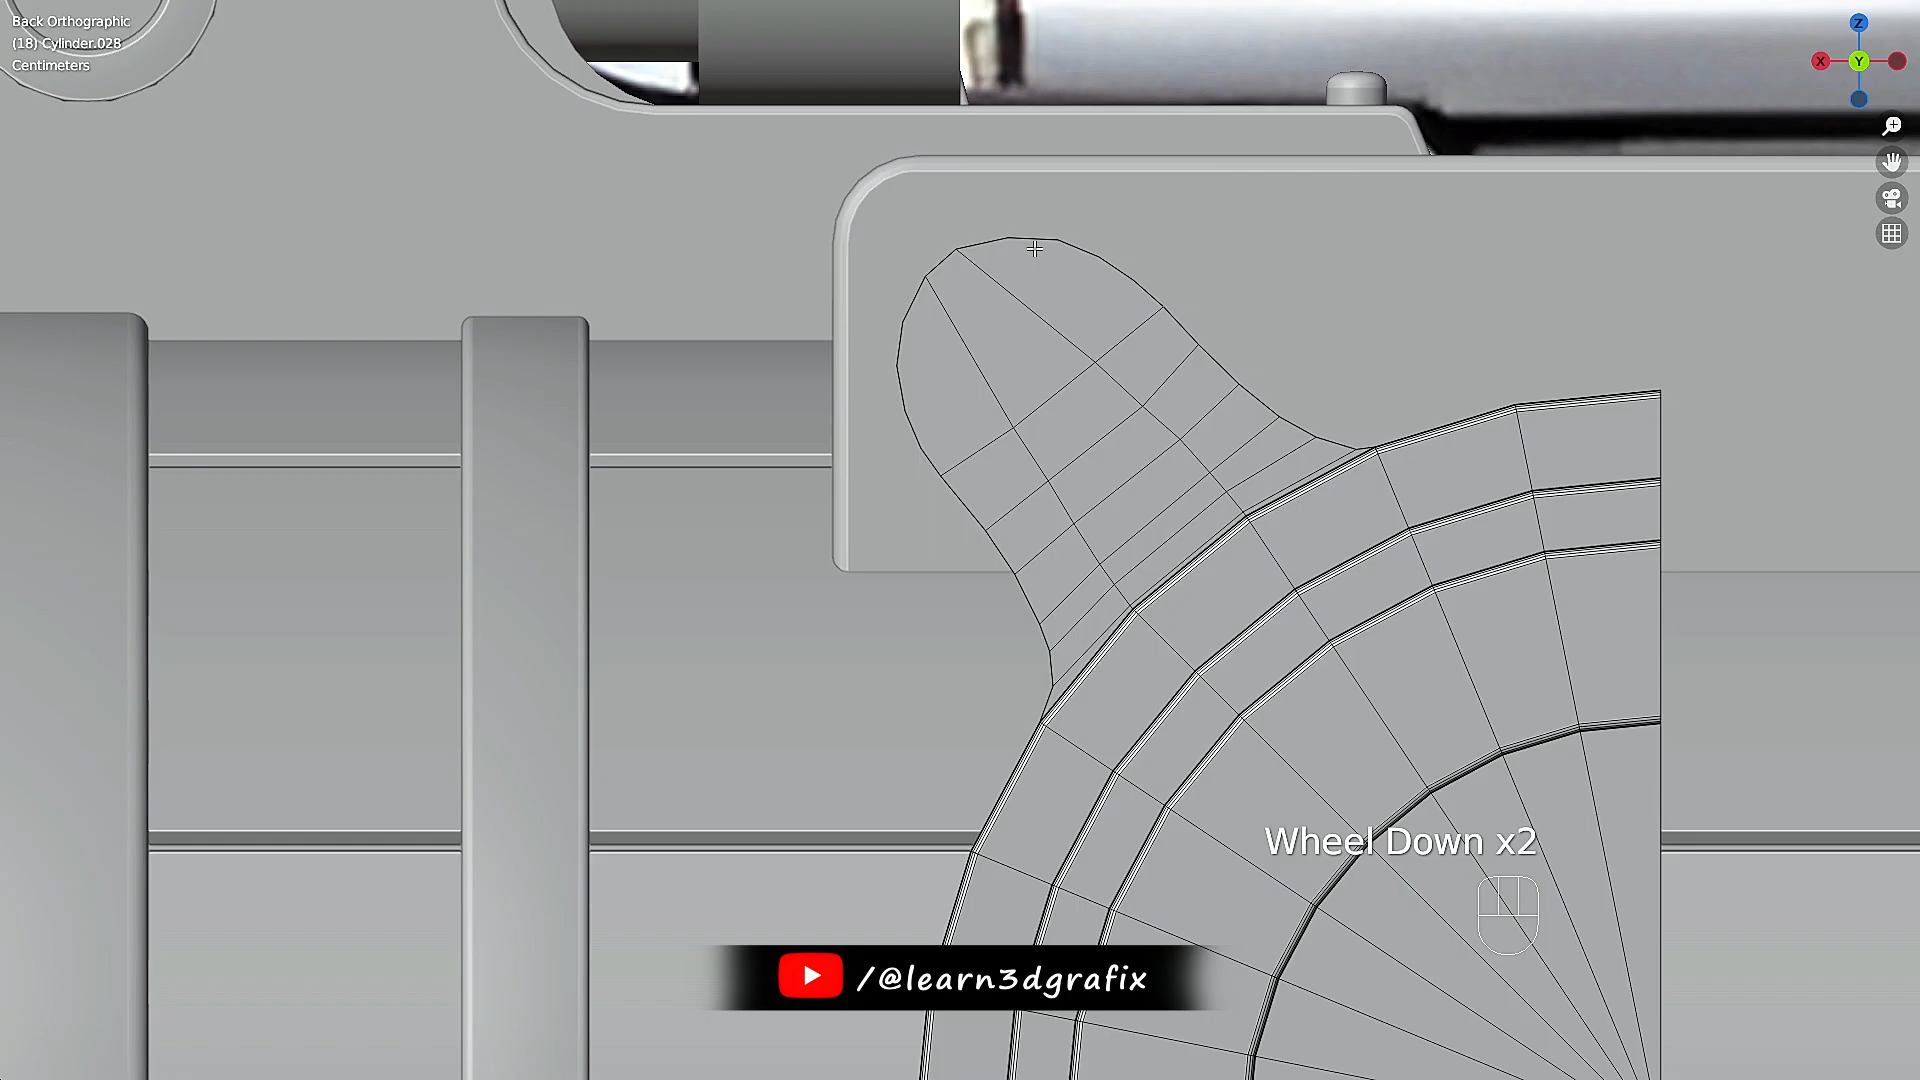 Back Orthographic
(18) Cylinder.028
Centimeters
Z
X
Y
Wheel Down x2
/@learn3dgrafix